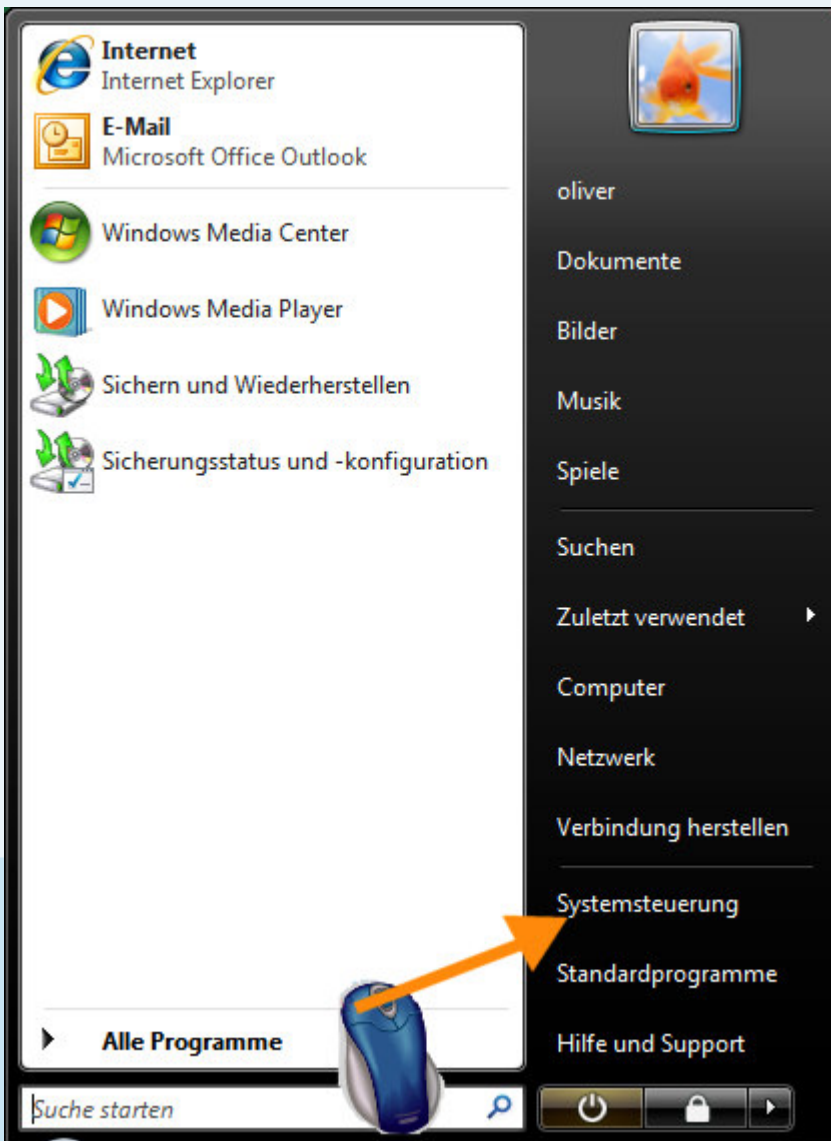 Internet
Internet Explorer
E-Mail
Microsoft Office Outlook
Windows Media Center
Windows Media Player
Sichern und Wiederherstellen
Sicherungsstatus und -konfiguration
Alle Programme
Suche starten
oliver
Dokumente
Bilder
Musik
Spiele
Suchen
Zuletzt verwendet
Computer
Netzwerk
Verbindung herstellen
Systemsteuerung
Standardprogramme
Hilfe und Support